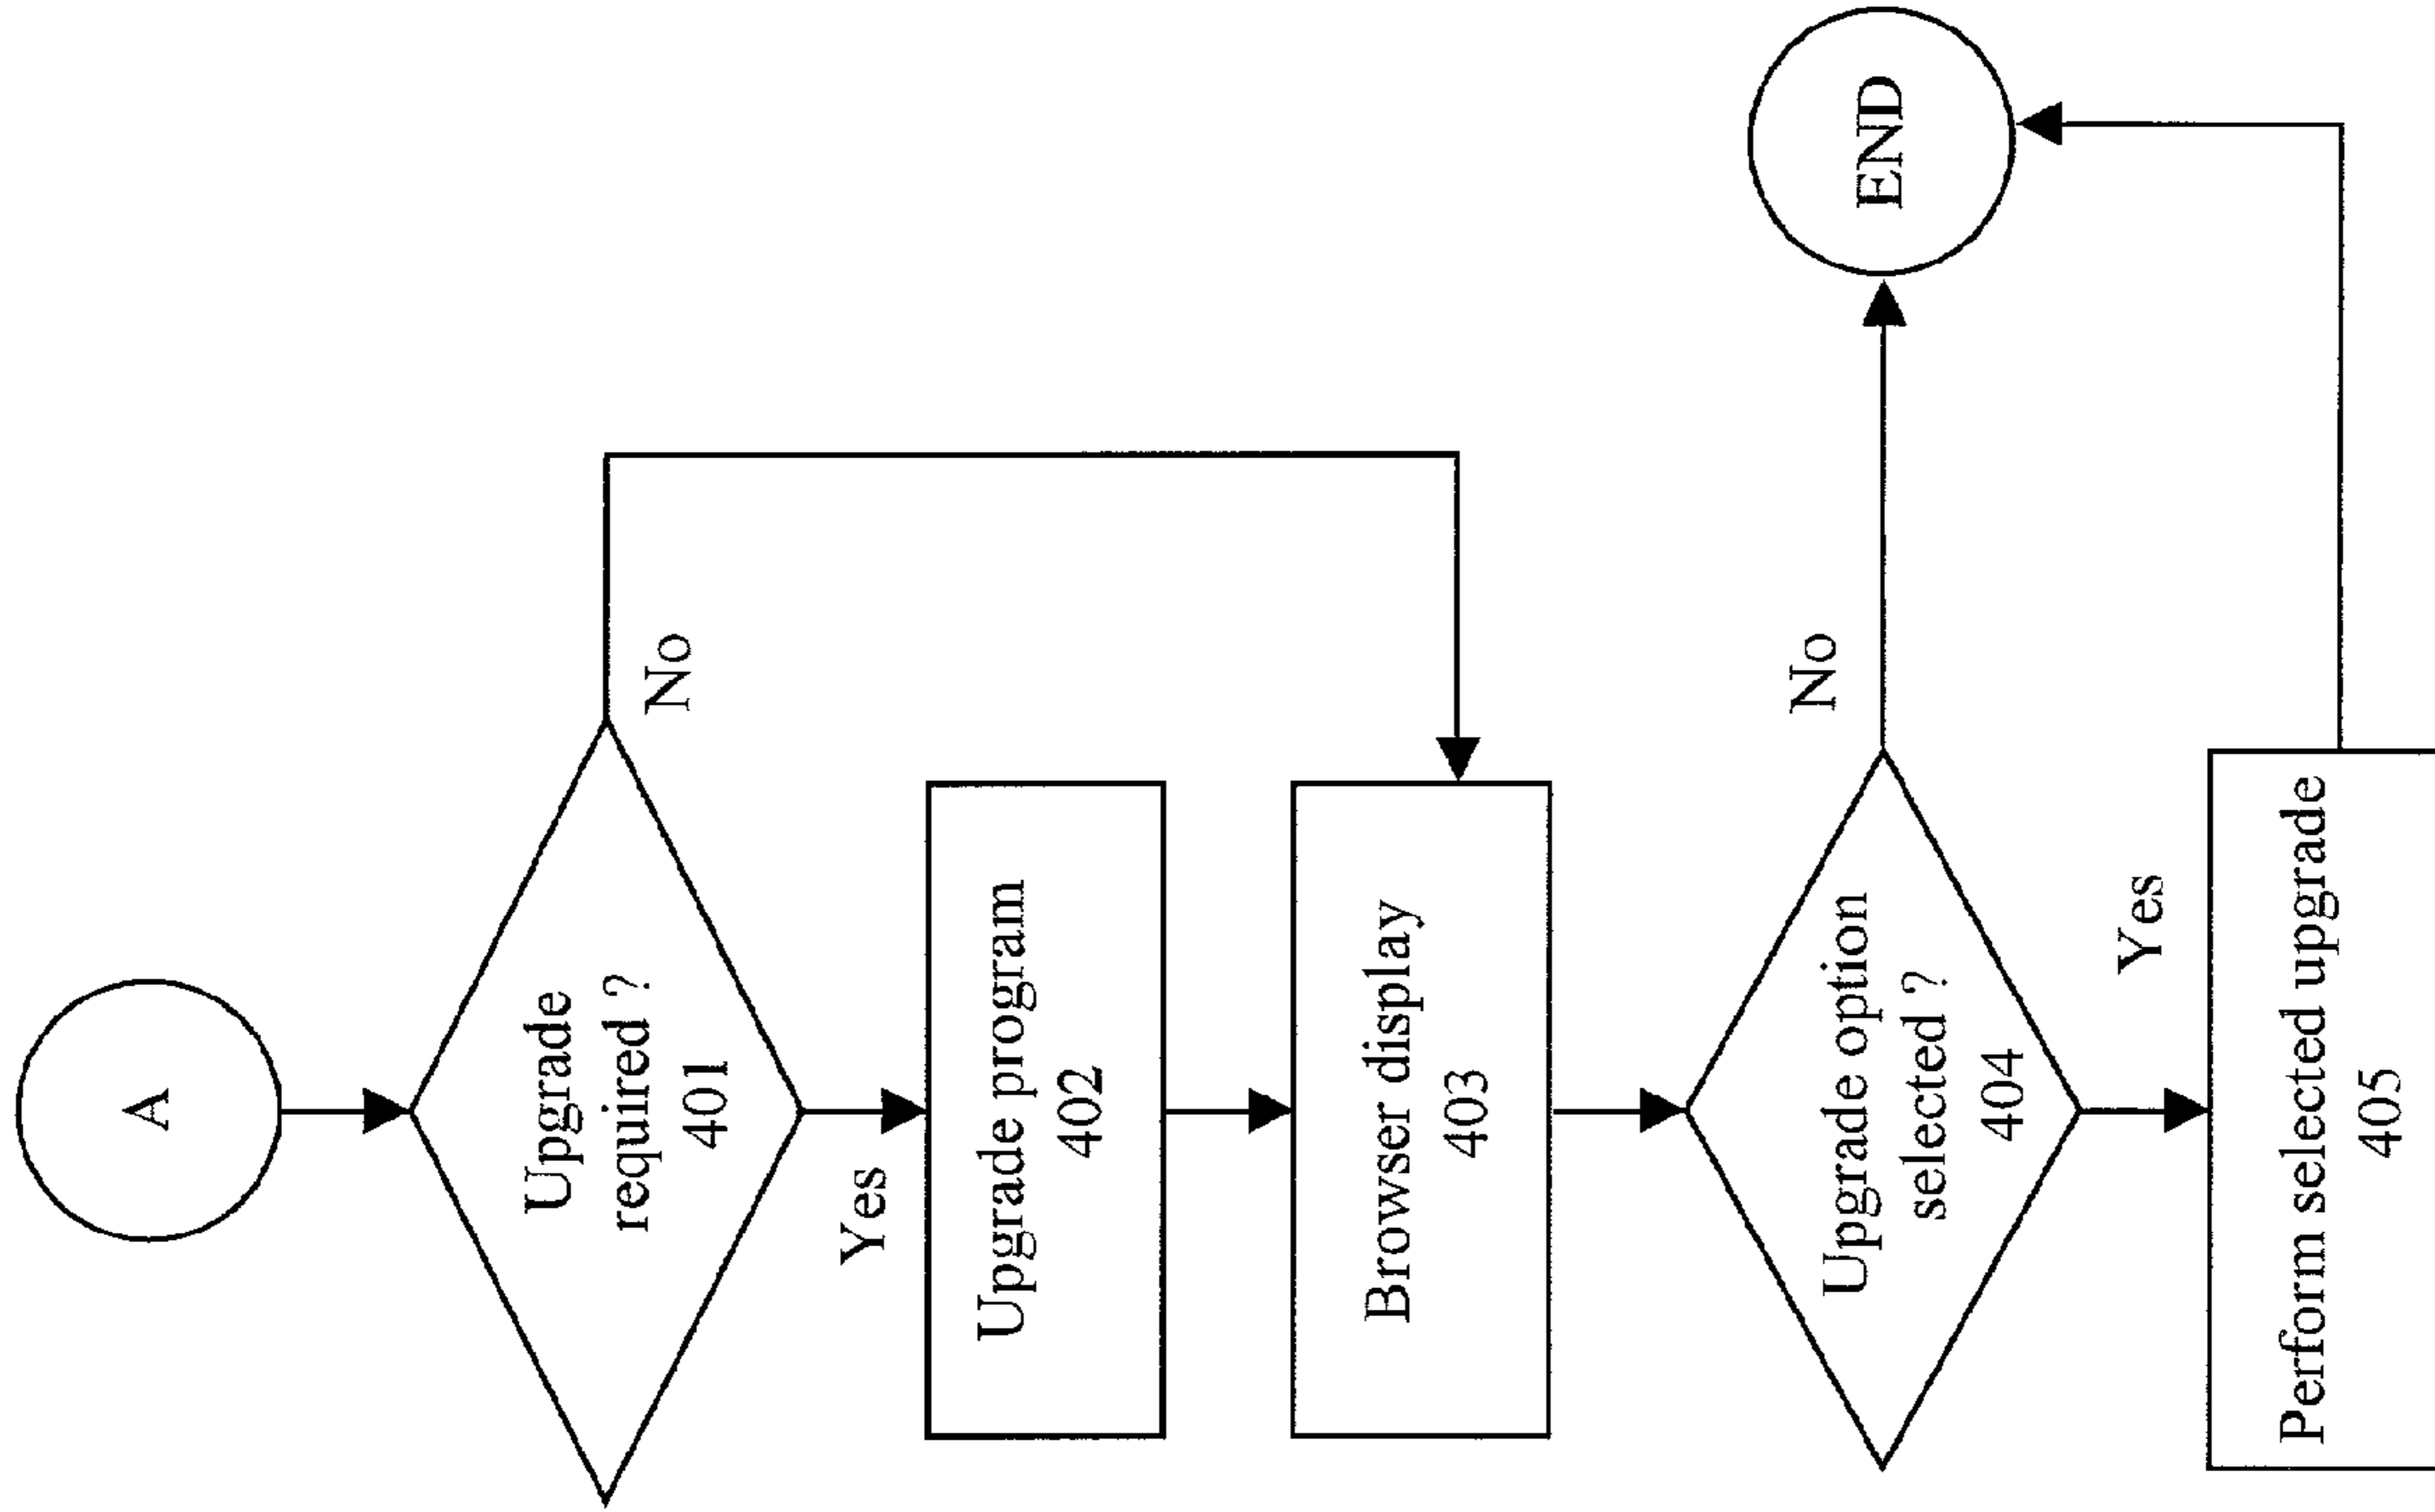 A
Upgrade
required ?
401
No
Yes
Upgrade program
402
Browser display
403
Upgrade option
selected ?
404
No
END
Yes
Perform selected upgrade
405